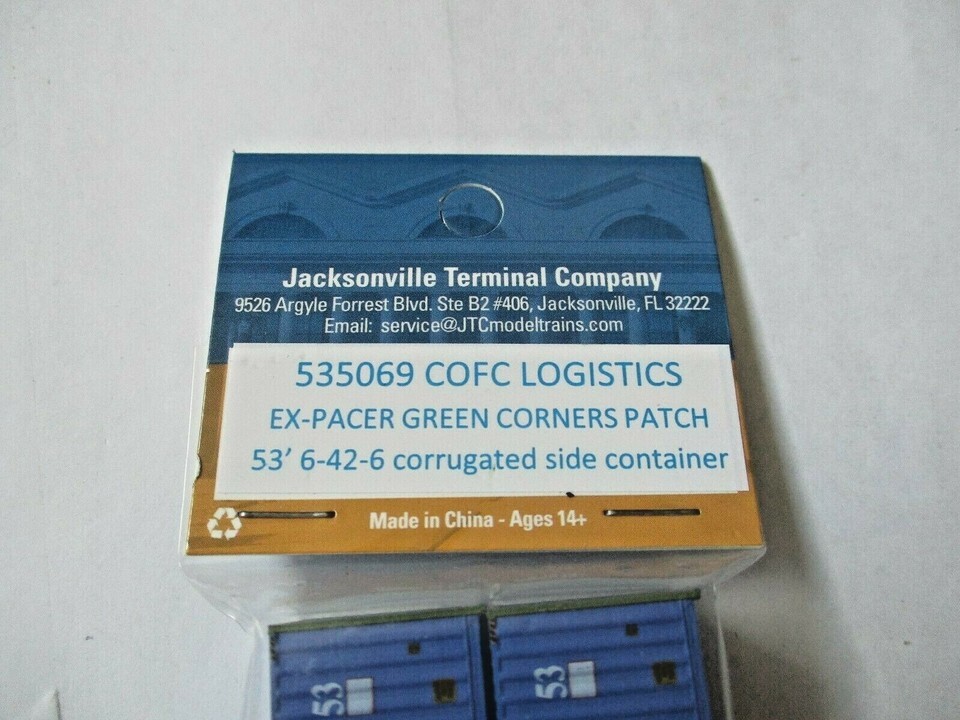 Jacksonville Terminal Company
9526 Argyle Forrest Blvd. Ste B2 #406, Jacksonville, FL 32222
Email: service@JTCmodeltrains.com
535069 COFC LOGISTICS
EX-PACER GREEN CORNERS PATCH
53’ 6-42-6 corrugated side container
Made in China - Ages 14+
53
53